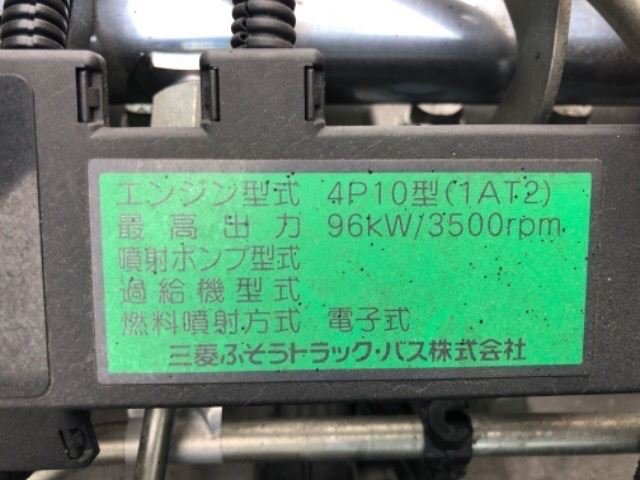 エンジン型式 4P10型(1AT2)
最高出力 96kW/3500rpm
噴射ポンプ型式
過給機型式
燃料噴射方式 電子式
三菱ふそうトラック・バス株式会社